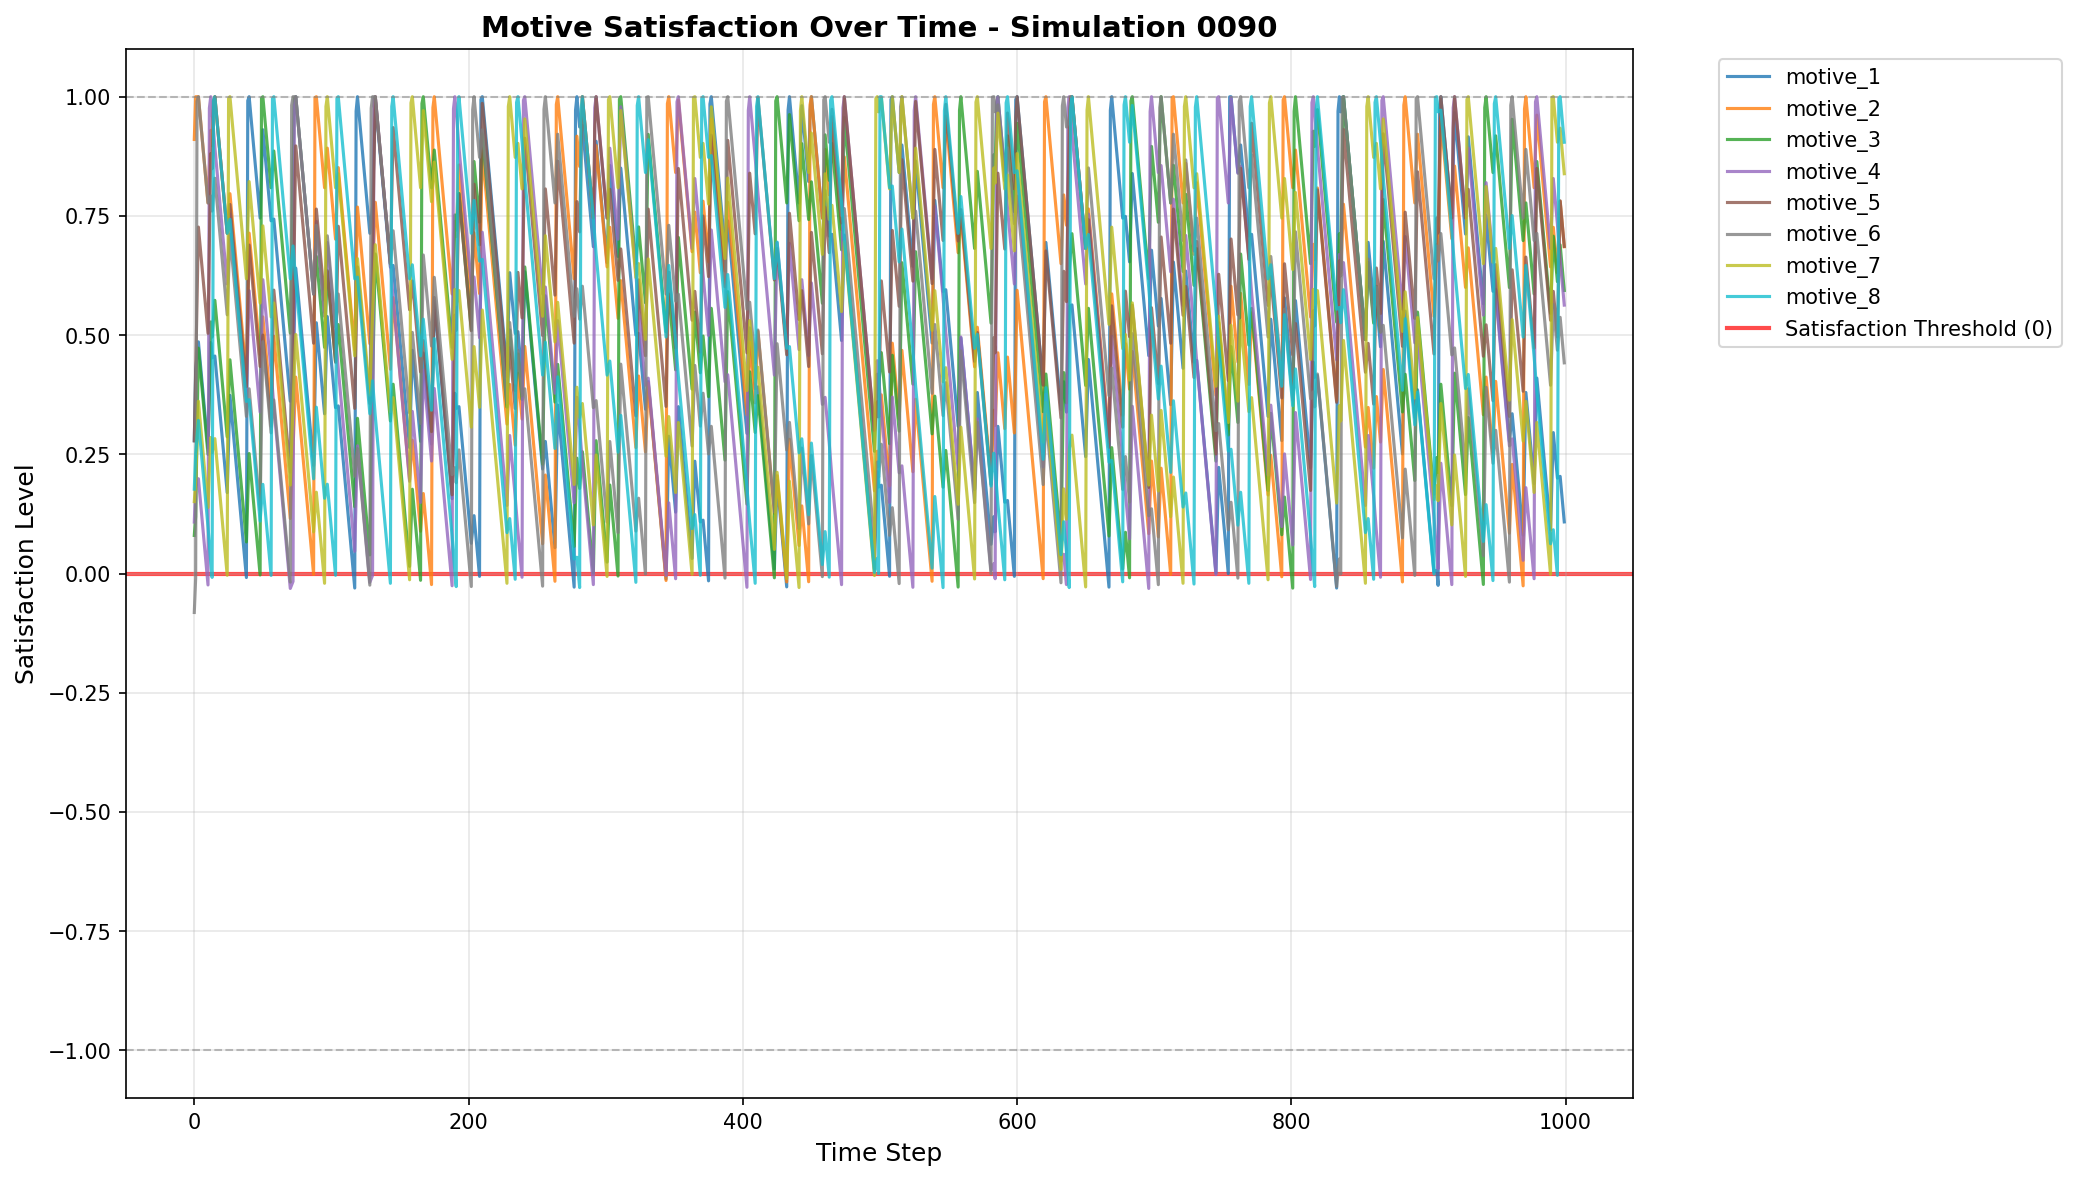 Motive Satisfaction Over Time - Simulation 0090
Satisfaction Level
1.00
0.75
0.50
0.25
0.00
−0.25
−0.50
−0.75
−1.00
0
200
400
600
800
1000
Time Step
motive_1
motive_2
motive_3
motive_4
motive_5
motive_6
motive_7
motive_8
Satisfaction Threshold (0)